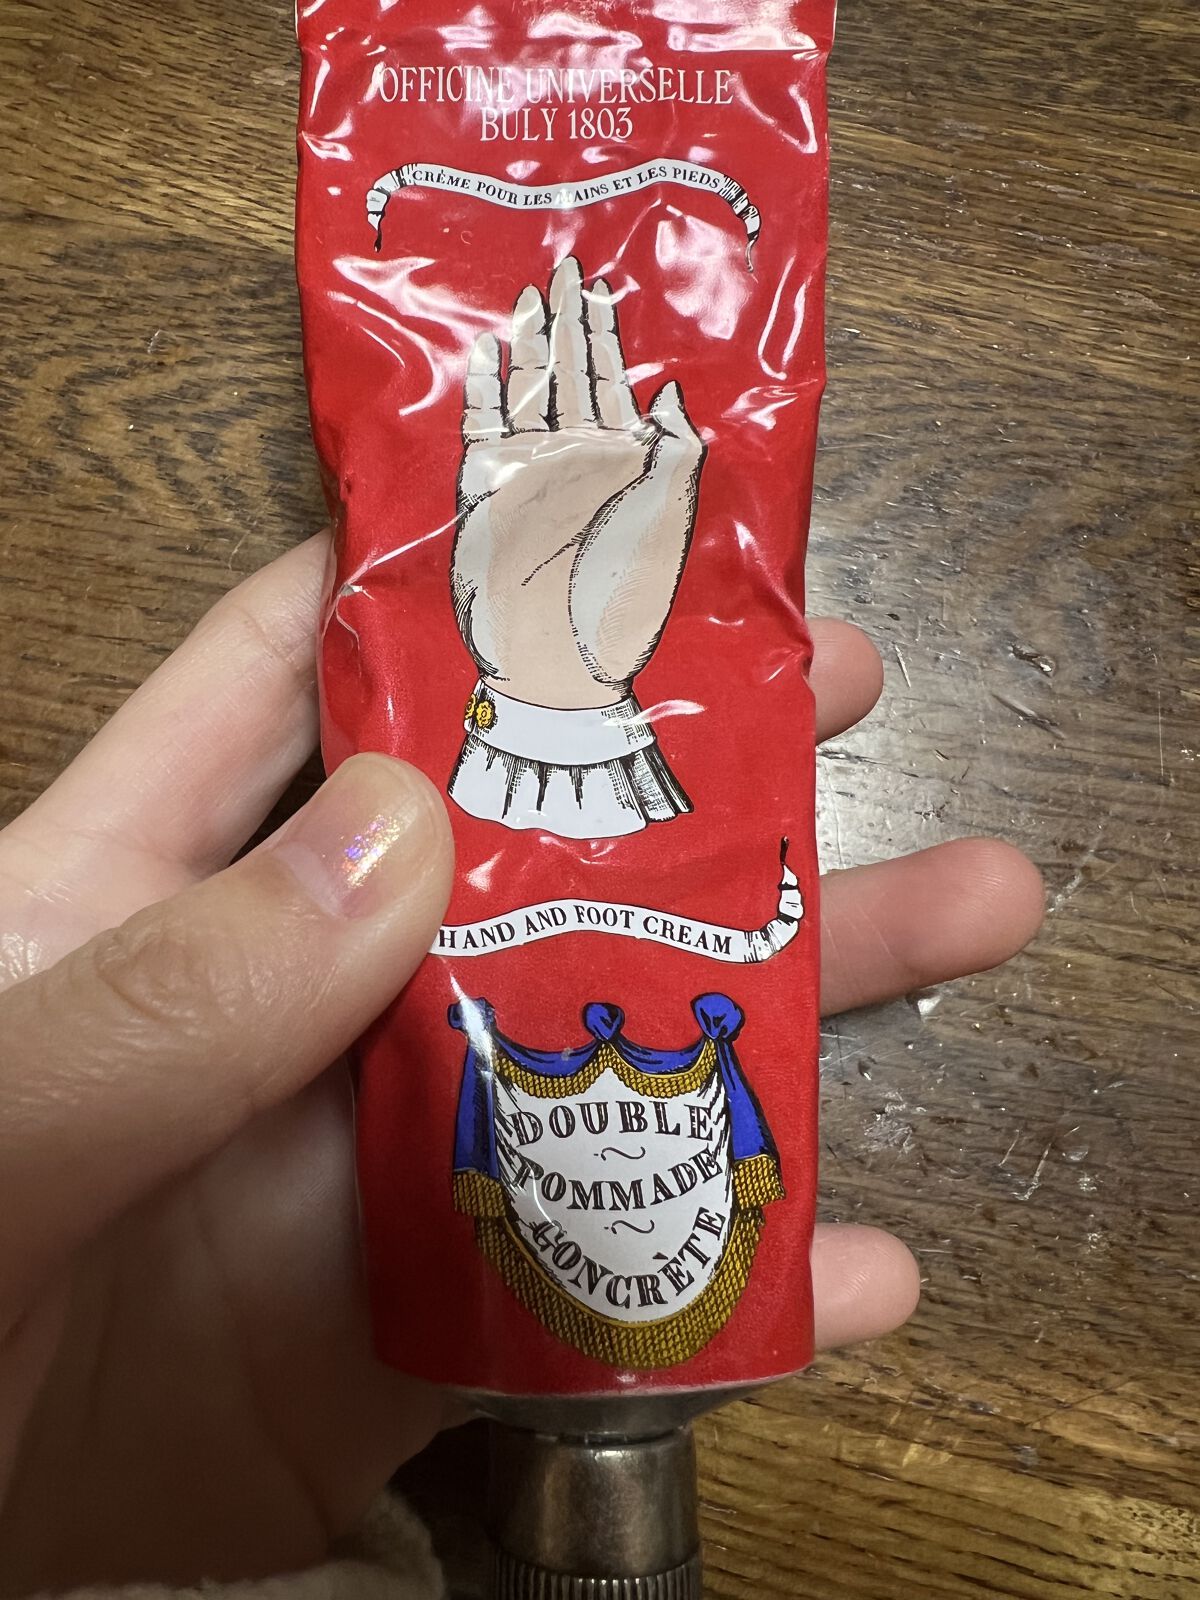 OFFICINE UNIVERSELLE
BULY 1803
CRÈME POUR LES MAINS ET LES PIEDS
HAND AND FOOT CREAM
DOUBLE
POMMADE
CONCRÈTE